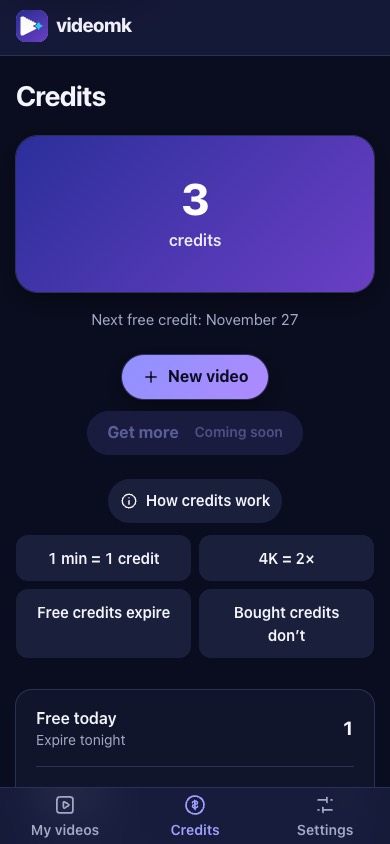 videomk
Credits
3
credits
Next free credit: November 27
New video
Get more Coming soon
How credits work
1 min = 1 credit
4K = 2×
Free credits expire
Bought credits
don’t
Free today
Expire tonight
1
My videos
Credits
Settings